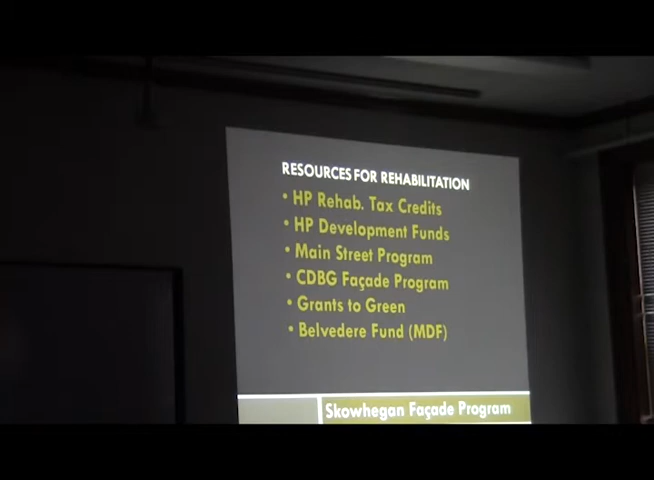 RESOURCES FOR REHABILITATION
• HP Rehab. Tax Credits
• HP Development Funds
• Main Street Program
• CDBG Façade Program
• Grants to Green
• Belvedere Fund (MDF)
Skowhegan Façade Program